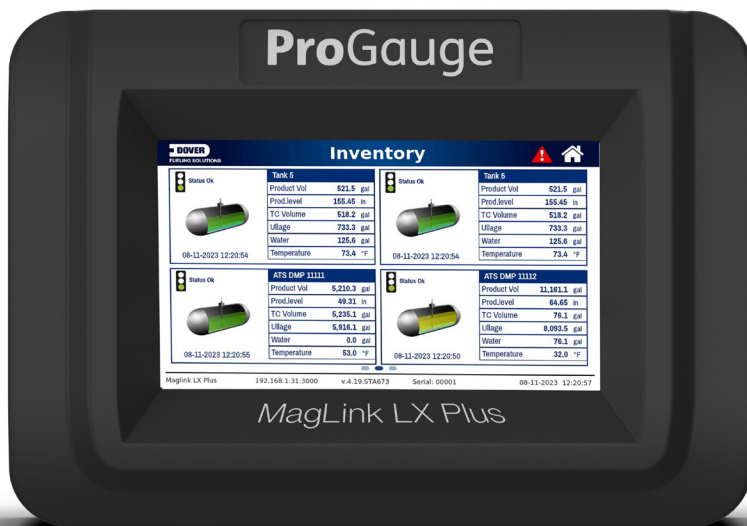 ProGauge
DOVER
FUELING SOLUTIONS
Inventory
Status Ok
Tank 5
Product Vol 521.5 gal
Prod.level 155.45 in
TC Volume 518.2 gal
Ullage 733.3 gal
Water 125.6 gal
Temperature 73.4 °F
08-11-2023 12:20:54
Status Ok
Tank 5
Product Vol 521.5 gal
Prod.level 155.45 in
TC Volume 518.2 gal
Ullage 733.3 gal
Water 125.6 gal
Temperature 73.4 °F
08-11-2023 12:20:54
Status Ok
ATS DMP 11111
Product Vol 5,210.3 gal
Prod.level 49.31 in
TC Volume 5,235.1 gal
Ullage 5,916.1 gal
Water 0.0 gal
Temperature 53.0 °F
08-11-2023 12:20:55
Status Ok
ATS DMP 11112
Product Vol 11,161.1 gal
Prod.level 64.65 in
TC Volume 76.1 gal
Ullage 8,093.5 gal
Water 76.1 gal
Temperature 32.0 °F
08-11-2023 12:20:50
Maglink LX Plus 192.168.1.31:3000 v.4.19.STA673 Serial: 00001 08-11-2023 12:20:57
MagLink LX Plus